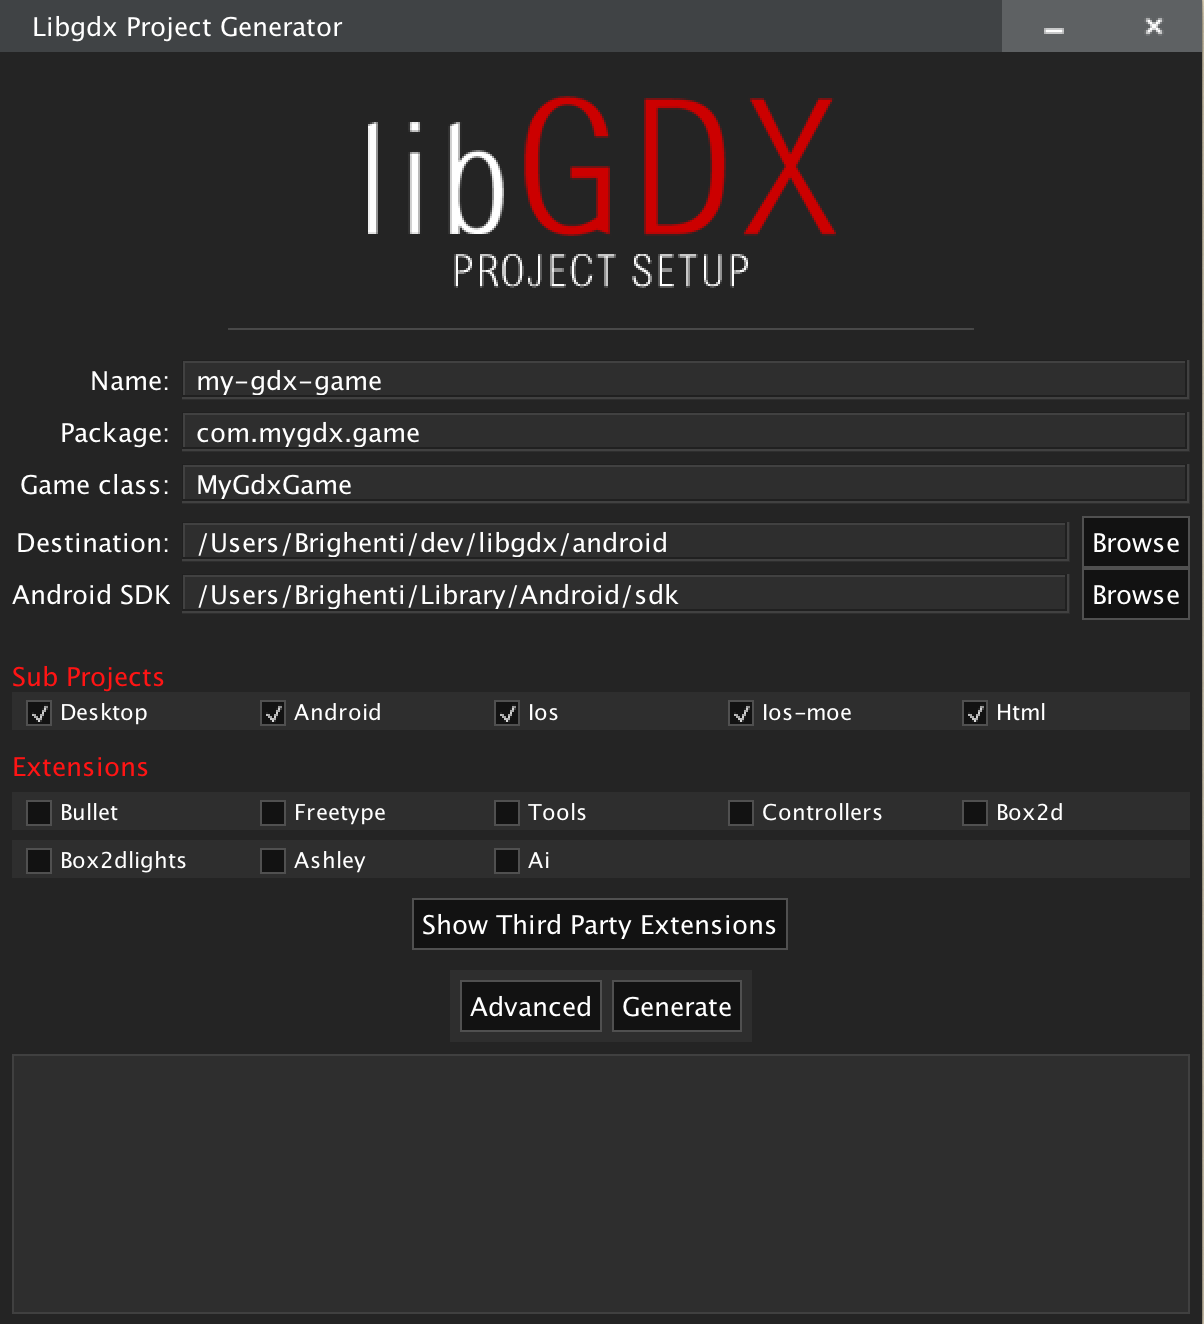 Libgdx Project Generator
libGDX
PROJECT SETUP
Name: my-gdx-game
Package: com.mygdx.game
Game class: MyGdxGame
Destination: /Users/Brighenti/dev/libgdx/android Browse
Android SDK /Users/Brighenti/Library/Android/sdk Browse
Sub Projects
Desktop Android Ios Ios-moe Html
Extensions
Bullet Freetype Tools Controllers Box2d
Box2dlights Ashley Ai
Show Third Party Extensions
Advanced Generate